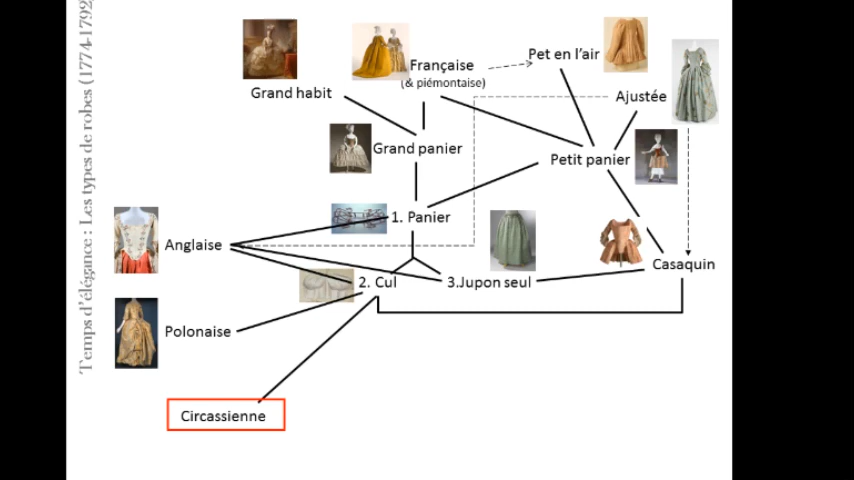 Temps d'élégance : Les types de robes (1774-1792
Pet en l'air
Française
(& piémontaise)
Grand habit
Ajustée
Grand panier
Petit panier
1. Panier
Anglaise
Casaquin
2. Cul
3.Jupon seul
Polonaise
Circassienne